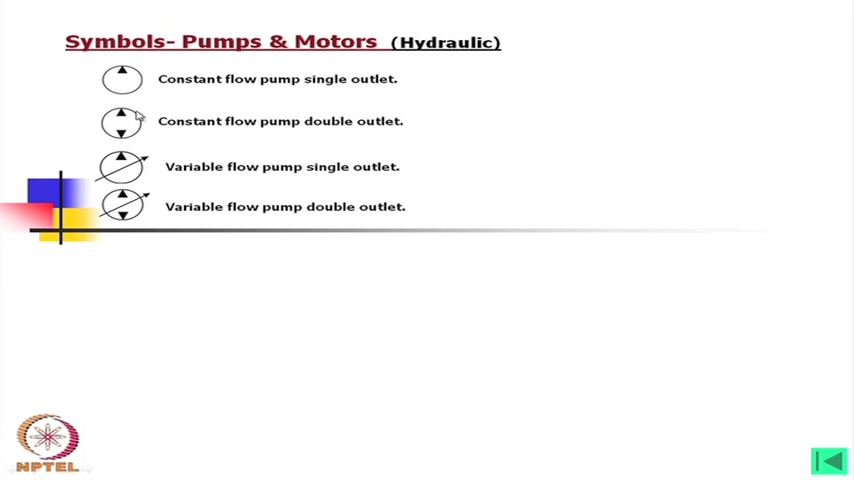 Symbols- Pumps & Motors (Hydraulic)
Constant flow pump single outlet.
Constant flow pump double outlet.
Variable flow pump single outlet.
Variable flow pump double outlet.
NPTEL